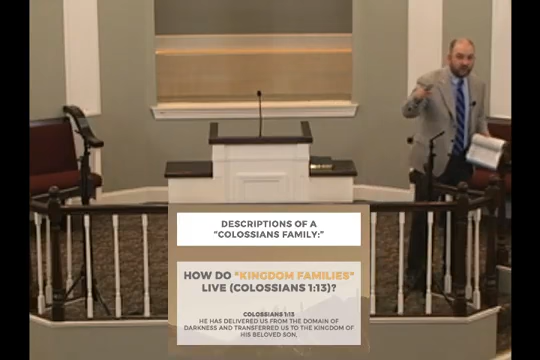 DESCRIPTIONS OF A
"COLOSSIANS FAMILY:"
HOW DO "KINGDOM FAMILIES"
LIVE (COLOSSIANS 1:13)?
COLOSSIANS 1:13
HE HAS DELIVERED US FROM THE DOMAIN OF
DARKNESS AND TRANSFERRED US TO THE KINGDOM OF
HIS BELOVED SON,